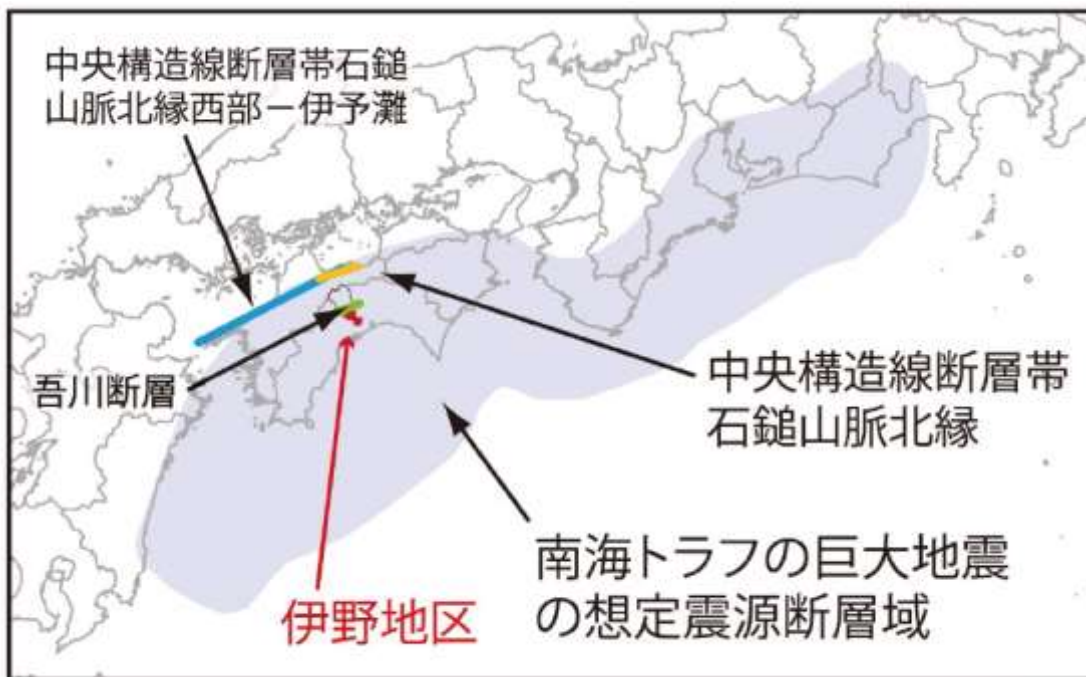 中央構造線断層帯石鎚
山脈北縁西部－伊予灘
吾川断層
中央構造線断層帯
石鎚山脈北縁
伊野地区
南海トラフの巨大地震
の想定震源断層域